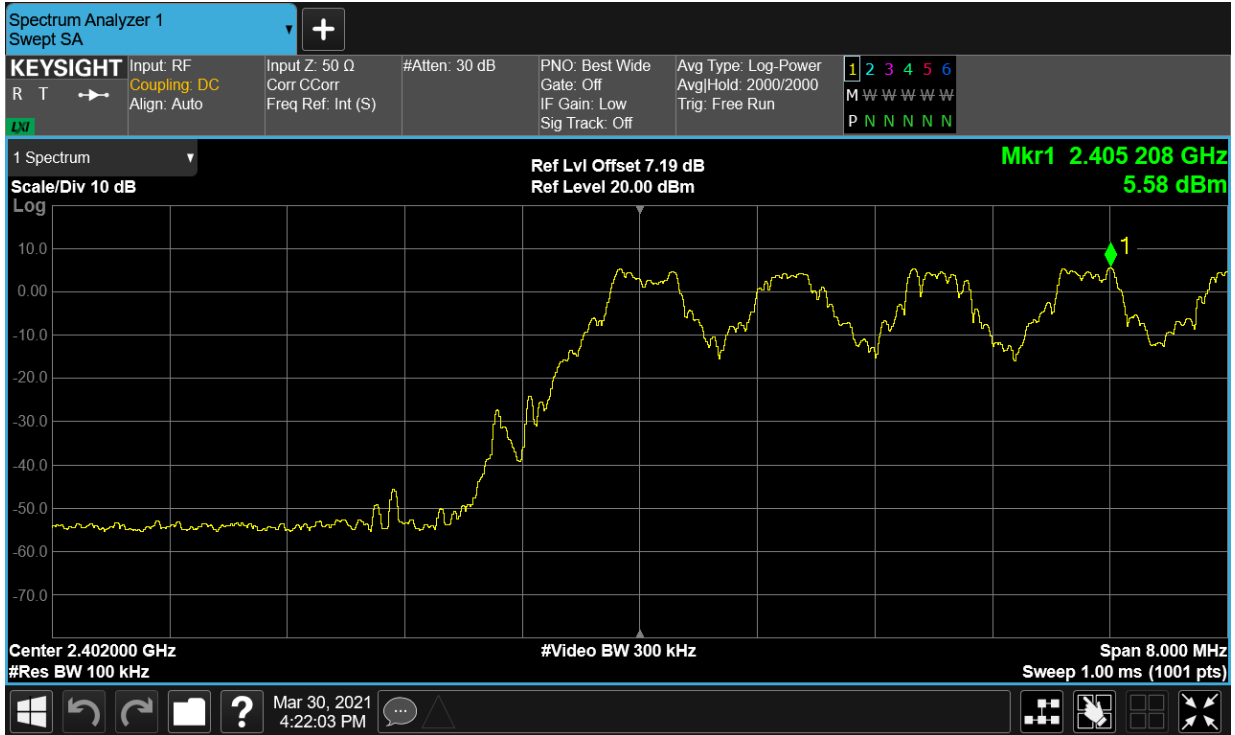 Spectrum Analyzer 1
Swept SA
+
KEYSIGHT
R T
LXI
Input: RF
Coupling: DC
Align: Auto
Input Z: 50 Ω
Corr CCorr
Freq Ref: Int (S)
#Atten: 30 dB
PNO: Best Wide
Gate: Off
IF Gain: Low
Sig Track: Off
Avg Type: Log-Power
Avg|Hold: 2000/2000
Trig: Free Run
1 2 3 4 5 6
M W W W W W
P N N N N N
1 Spectrum
Scale/Div 10 dB
Log
Ref Lvl Offset 7.19 dB
Ref Level 20.00 dBm
Mkr1 2.405 208 GHz
5.58 dBm
1
10.0
0.00
-10.0
-20.0
-30.0
-40.0
-50.0
-60.0
-70.0
Center 2.402000 GHz
#Res BW 100 kHz
#Video BW 300 kHz
Span 8.000 MHz
Sweep 1.00 ms (1001 pts)
?
Mar 30, 2021
4:22:03 PM